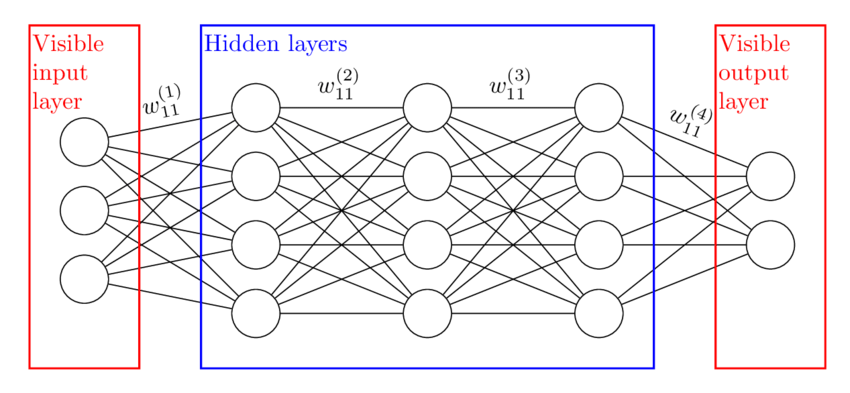 Visible
input
layer
w_{11}^{(1)}
Hidden layers
w_{11}^{(2)}
w_{11}^{(3)}
w_{11}^{(4)}
Visible
output
layer